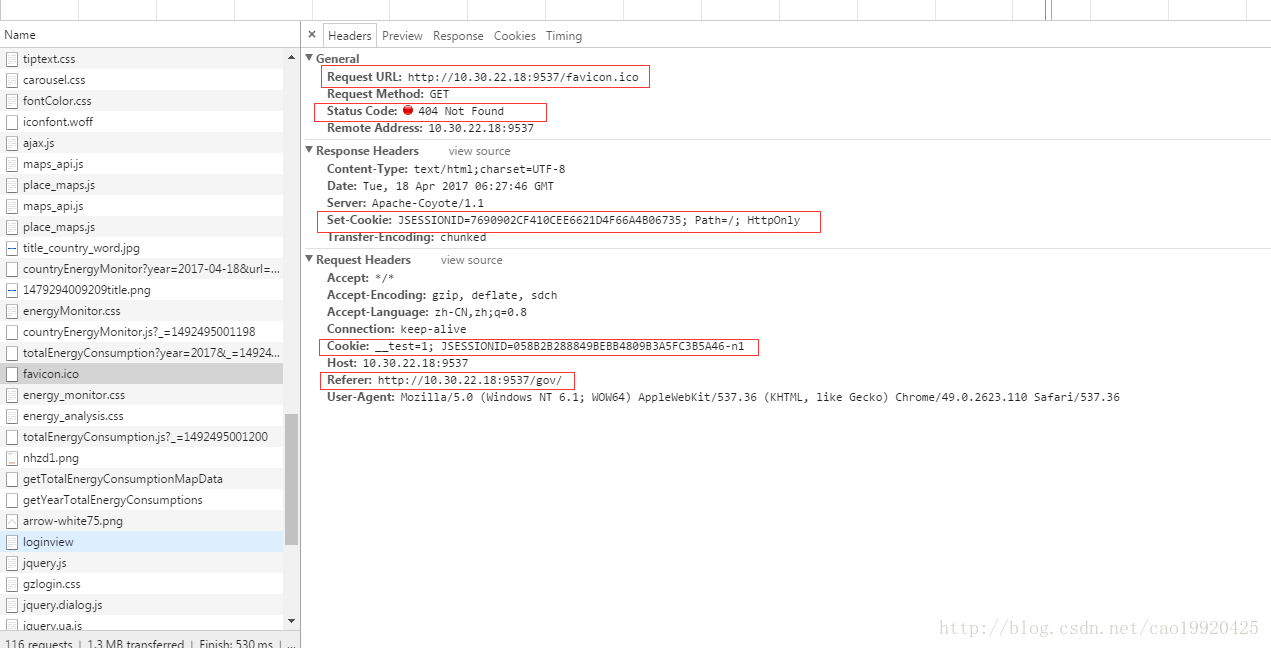 Name
tiptext.css
carousel.css
fontColor.css
iconfont.woff
ajax.js
maps_api.js
place_maps.js
maps_api.js
place_maps.js
title_country_word.jpg
countryEnergyMonitor?year=2017-04-18&url=...
1479294009209title.png
energyMonitor.css
countryEnergyMonitor.js?_=1492495001198
totalEnergyConsumption?year=2017&_=14924...
favicon.ico
energy_monitor.css
energy_analysis.css
totalEnergyConsumption.js?_=1492495001200
nhzd1.png
getTotalEnergyConsumptionMapData
getYearTotalEnergyConsumptions
arrow-white75.png
loginview
jquery.js
gzlogin.css
jquery.dialog.js
jquery.ua.js
116 requests | 1.3 MB transferred | Finish: 530 ms | ...
× Headers Preview Response Cookies Timing
General
Request URL: http://10.30.22.18:9537/favicon.ico
Request Method: GET
Status Code: 404 Not Found
Remote Address: 10.30.22.18:9537
Response Headers view source
Content-Type: text/html;charset=UTF-8
Date: Tue, 18 Apr 2017 06:27:46 GMT
Server: Apache-Coyote/1.1
Set-Cookie: JSESSIONID=7690902CF410CEE6621D4F66A4B06735; Path=/; HttpOnly
Transfer-Encoding: chunked
Request Headers view source
Accept: */*
Accept-Encoding: gzip, deflate, sdch
Accept-Language: zh-CN,zh;q=0.8
Connection: keep-alive
Cookie: __test=1; JSESSIONID=058B2B288849BEBB4809B3A5FC3B5A46-n1
Host: 10.30.22.18:9537
Referer: http://10.30.22.18:9537/gov/
User-Agent: Mozilla/5.0 (Windows NT 6.1; WOW64) AppleWebKit/537.36 (KHTML, like Gecko) Chrome/49.0.2623.110 Safari/537.36
http://blog.csdn.net/cao19920425